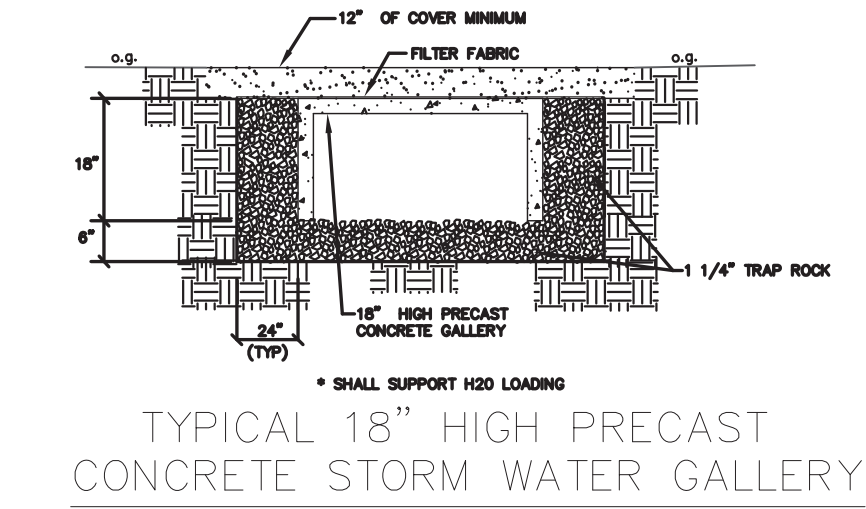 12" OF COVER MINIMUM
o.g.
FILTER FABRIC
o.g.
18"
6"
1 1/4" TRAP ROCK
18" HIGH PRECAST
CONCRETE GALLERY
24"
(TYP)
* SHALL SUPPORT H20 LOADING
TYPICAL 18" HIGH PRECAST
CONCRETE STORM WATER GALLERY